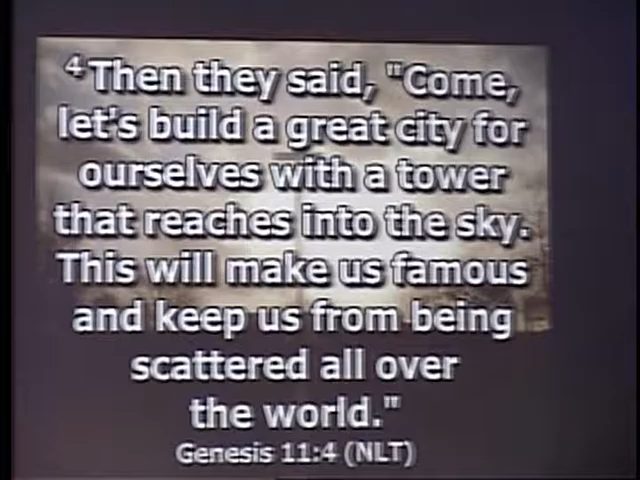 4 Then they said, "Come,
let's build a great city for
ourselves with a tower
that reaches into the sky.
This will make us famous
and keep us from being
scattered all over
the world."
Genesis 11:4 (NLT)